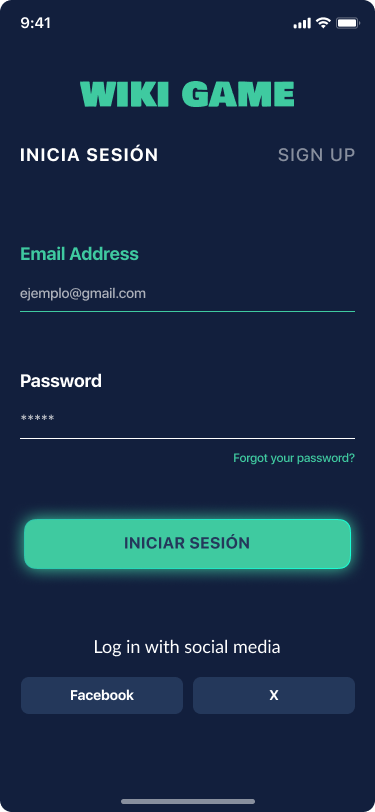 9:41
WIKI GAME
INICIA SESIÓN SIGN UP
Email Address
ejemplo@gmail.com
Password
*****
Forgot your password?
INICIAR SESIÓN
Log in with social media
Facebook X